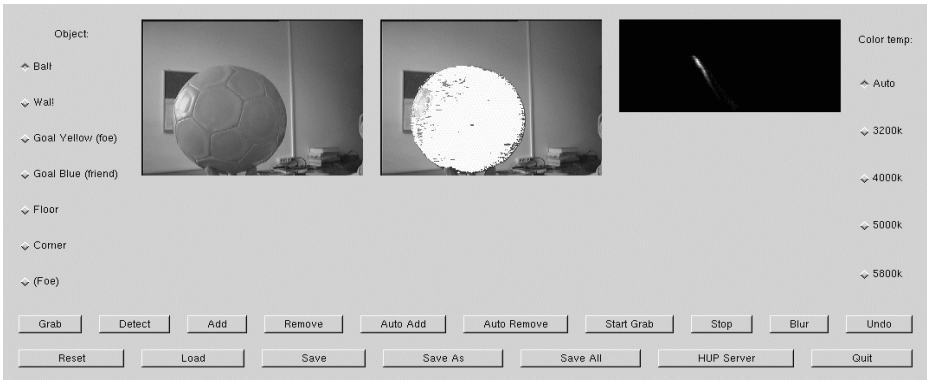 Object:
Ball
Wall
Goal Yellow (foe)
Goal Blue (friend)
Floor
Corner
(Foe)
Color temp:
Auto
3200k
4000k
5000k
5800k
Grab Detect Add Remove Auto Add Auto Remove Start Grab Stop Blur Undo
Reset Load Save Save As Save All HUP Server Quit